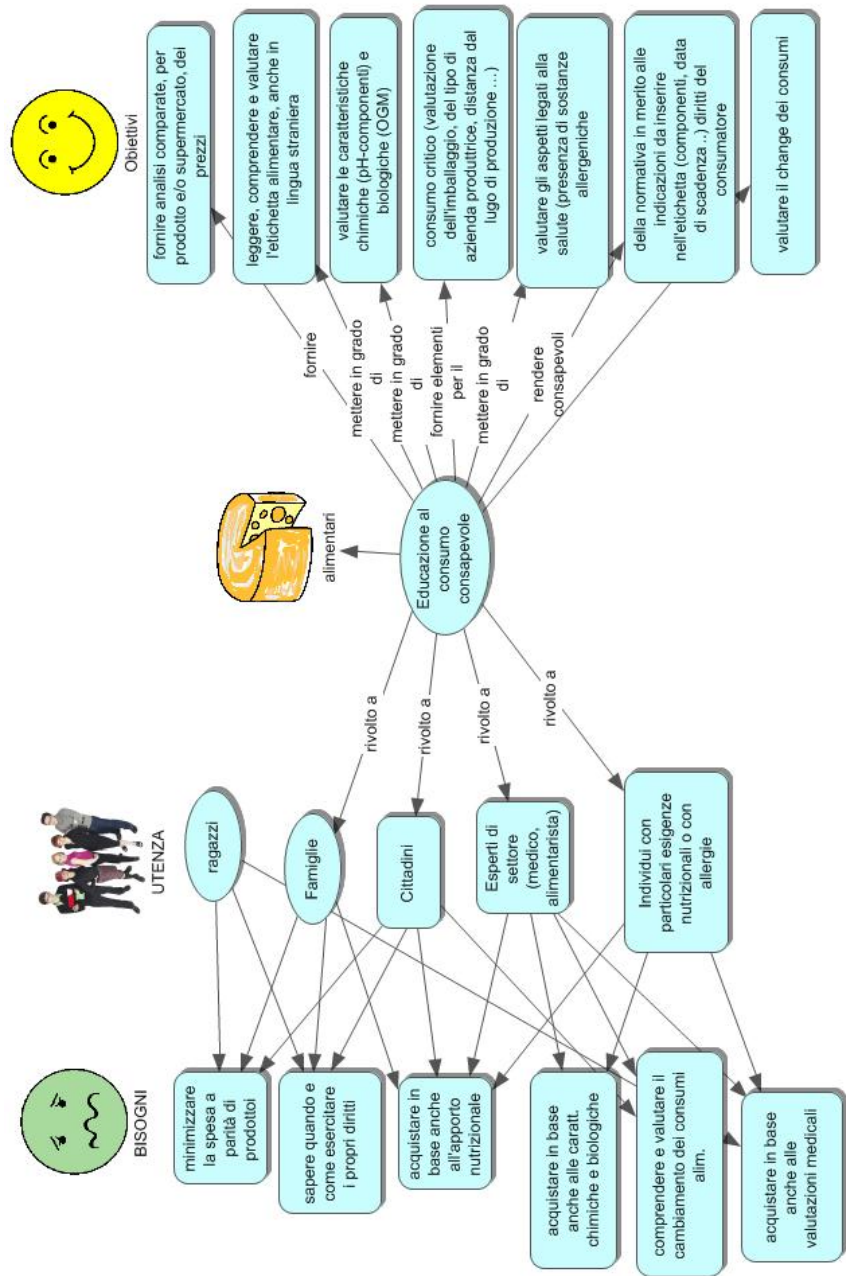 BISOGNI
minimizzare
la spesa a
parità di
prodottoi
sapere quando e
come esercitare
i propri diritti
acquistare in
base anche
all'apporto
nutrizionale
acquistare in base
anche alle caratt.
chimiche e biologiche
comprendere e valutare il
cambiamento dei consumi
alim.
acquistare in base
anche alle
valutazioni medicali
UTENZA
ragazzi
Famiglie
Cittadini
Esperti di
settore
(medico,
alimentarista)
Individui con
particolari esigenze
nutrizionali o con
allergie
rivolto a
rivolto a
rivolto a
rivolto a
alimentari
Educazione al
consumo
consapevole
fornire
mettere in grado
di
mettere in grado
di
fornire elementi
per il
mettere in grado
di
rendere
consapevoli
Obiettivi
fornire analisi comparate, per
prodotto e/o supermercato, dei
prezzi
leggere, comprendere e valutare
l'etichetta alimentare, anche in
lingua straniera
valutare le caratteristiche
chimiche (pH-componenti) e
biologiche (OGM)
consumo critico (valutazione
dell'imballaggio, del tipo di
azienda produttrice, distanza dal
lugo di produzione ...)
valutare gli aspetti legati alla
salute (presenza di sostanze
allergeniche
della normativa in merito alle
indicazioni da inserire
nell'etichetta (componenti, data
di scadenza ..) diritti del
consumatore
valutare il change dei consumi